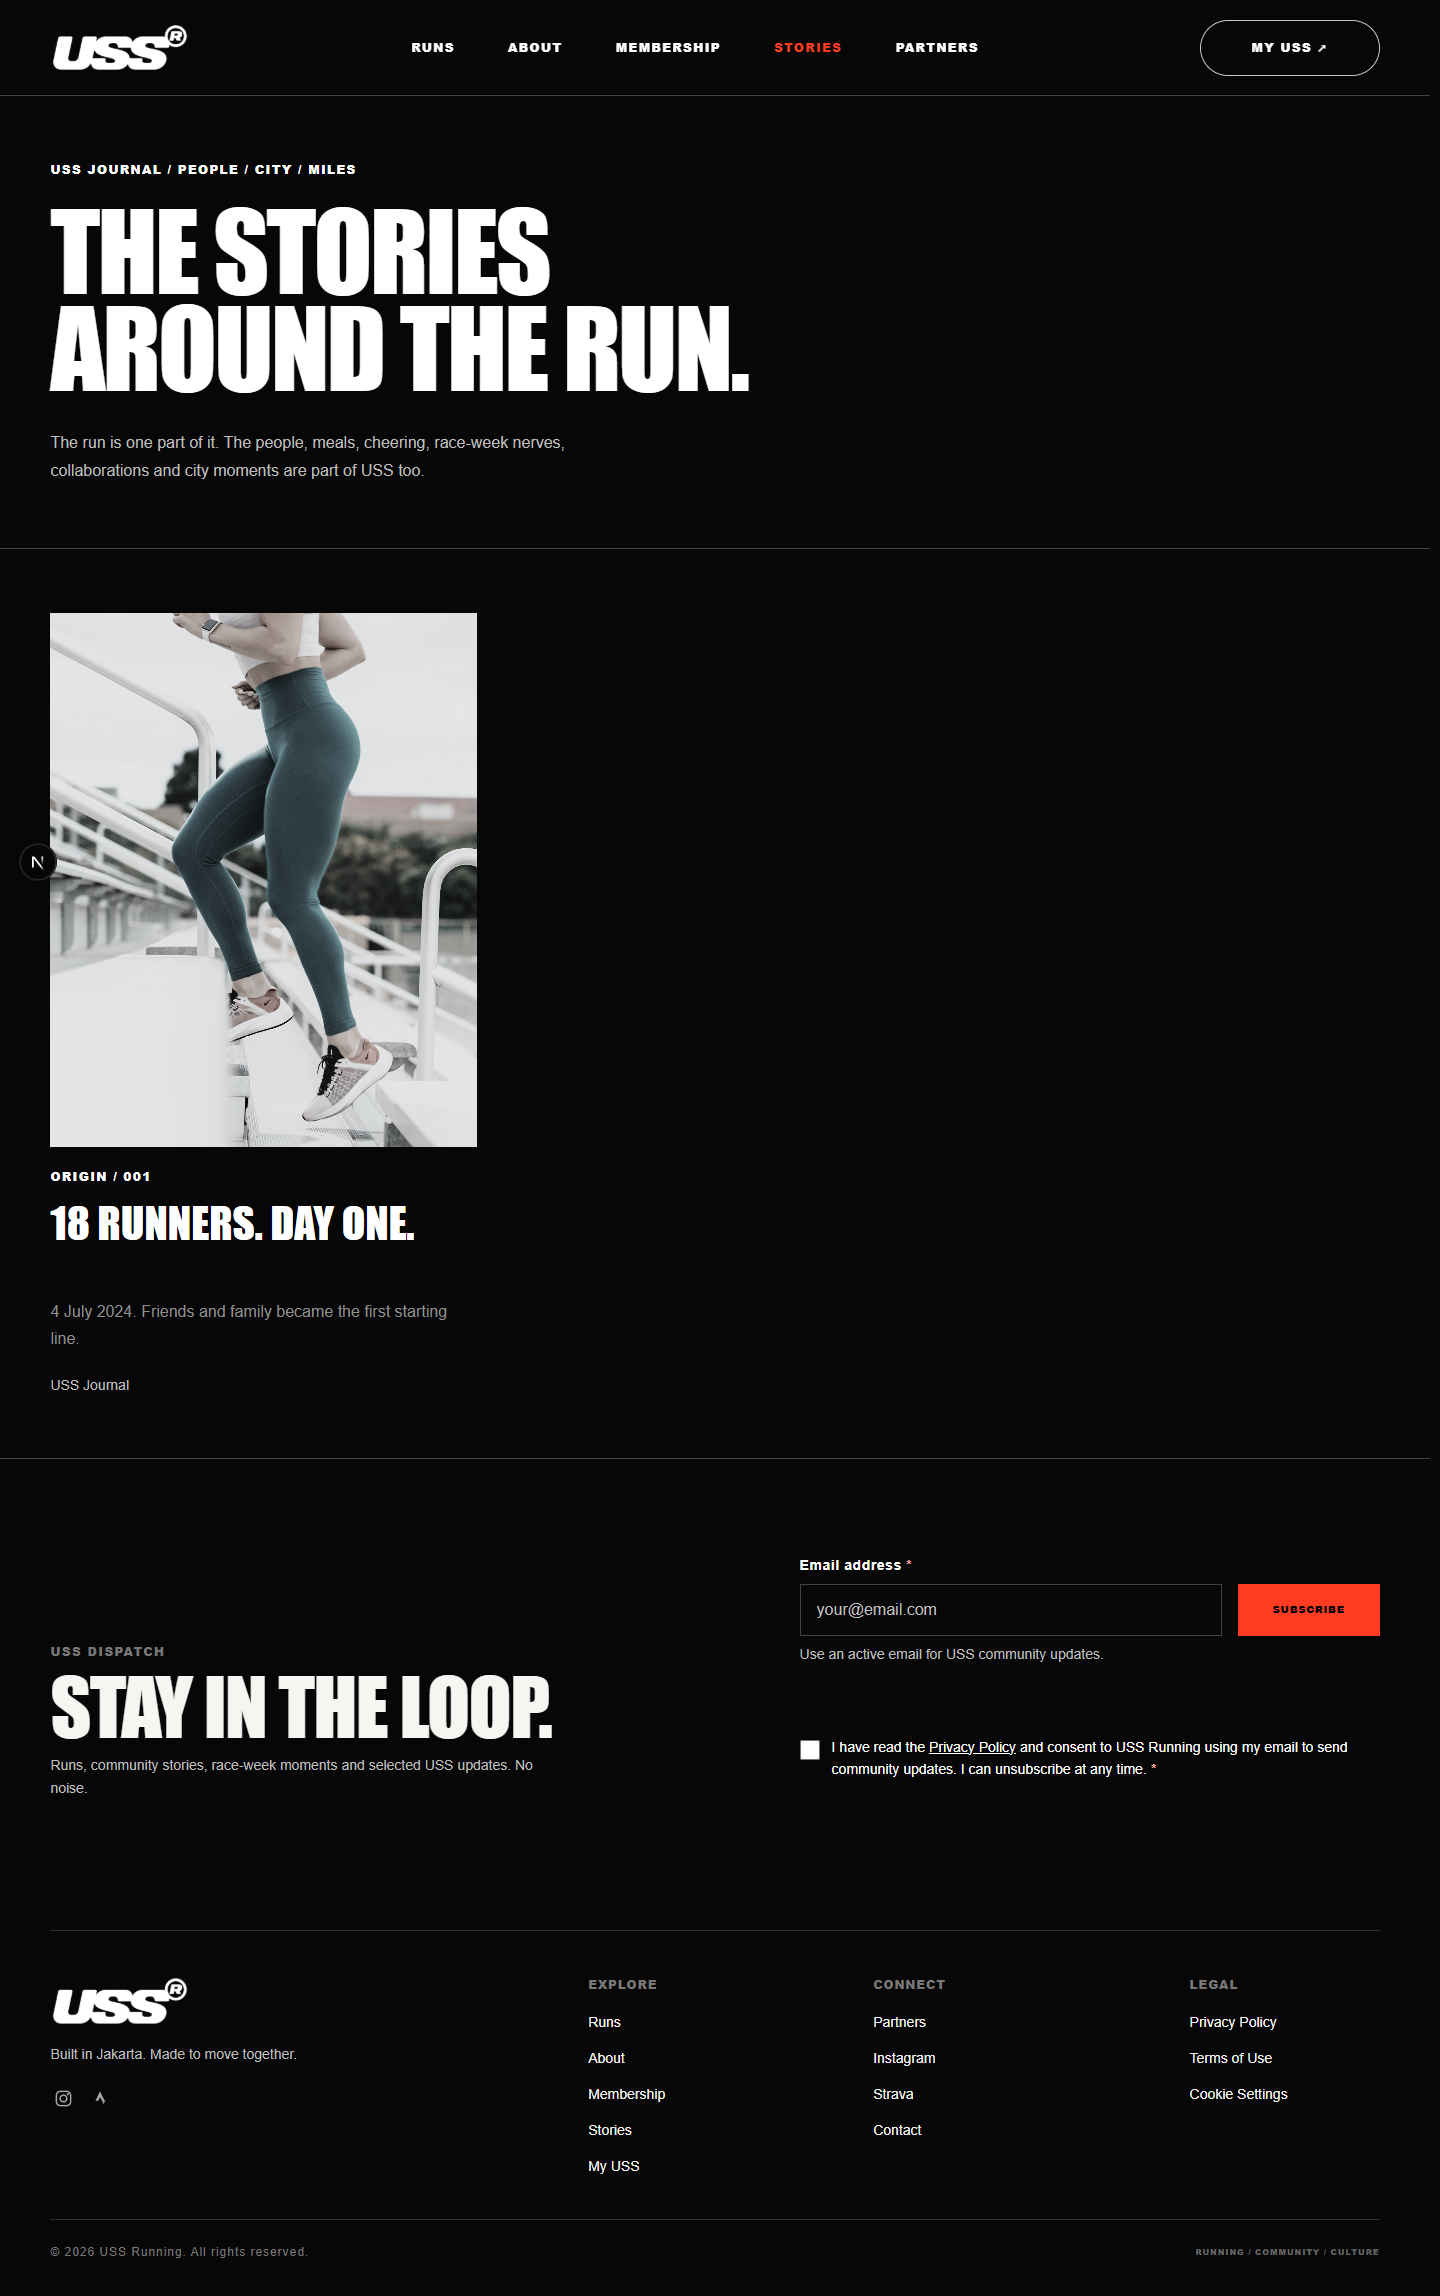 USS®
RUNS
ABOUT
MEMBERSHIP
STORIES
PARTNERS
MY USS ↗
USS JOURNAL / PEOPLE / CITY / MILES
THE STORIES
AROUND THE RUN.
The run is one part of it. The people, meals, cheering, race-week nerves,
collaborations and city moments are part of USS too.
N
ORIGIN / 001
18 RUNNERS. DAY ONE.
4 July 2024. Friends and family became the first starting
line.
USS Journal
USS DISPATCH
STAY IN THE LOOP.
Runs, community stories, race-week moments and selected USS updates. No
noise.
Email address *
your@email.com
SUBSCRIBE
Use an active email for USS community updates.
I have read the Privacy Policy and consent to USS Running using my email to send
community updates. I can unsubscribe at any time. *
USS®
Built in Jakarta. Made to move together.
EXPLORE
Runs
About
Membership
Stories
My USS
CONNECT
Partners
Instagram
Strava
Contact
LEGAL
Privacy Policy
Terms of Use
Cookie Settings
© 2026 USS Running. All rights reserved.
RUNNING / COMMUNITY / CULTURE